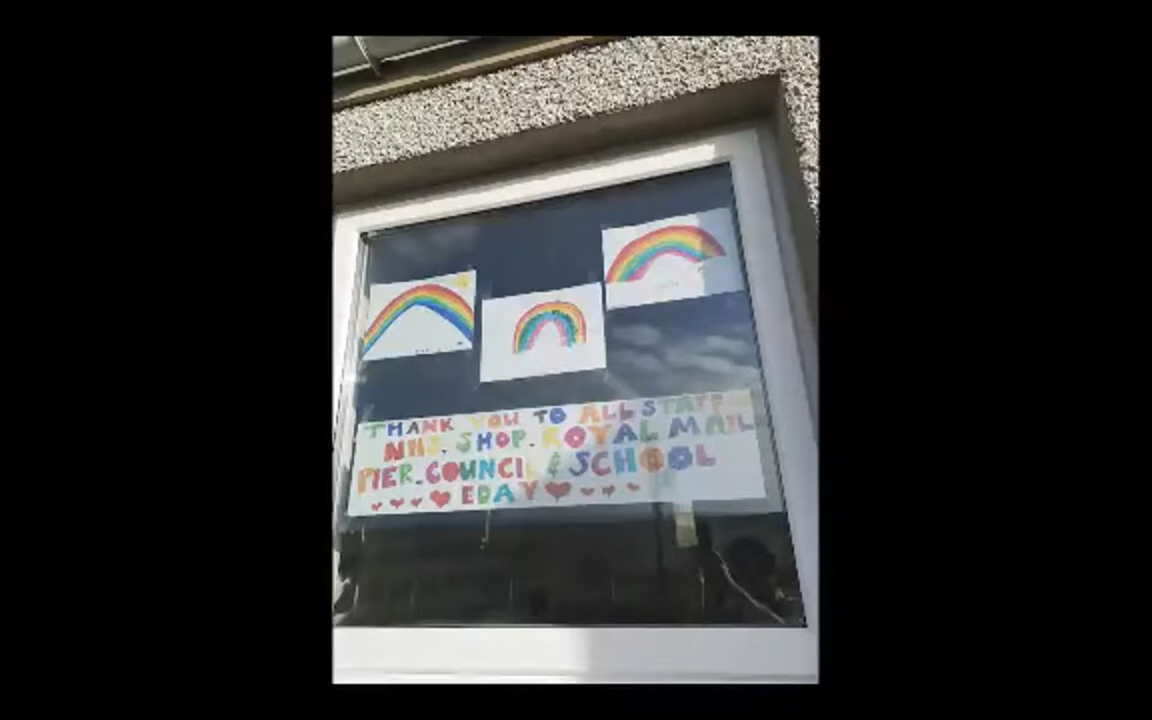 THANK YOU TO ALL STAFF
NHS. SHOP. ROYAL MAIL
PIER. COUNCIL & SCHOOL
EDAY